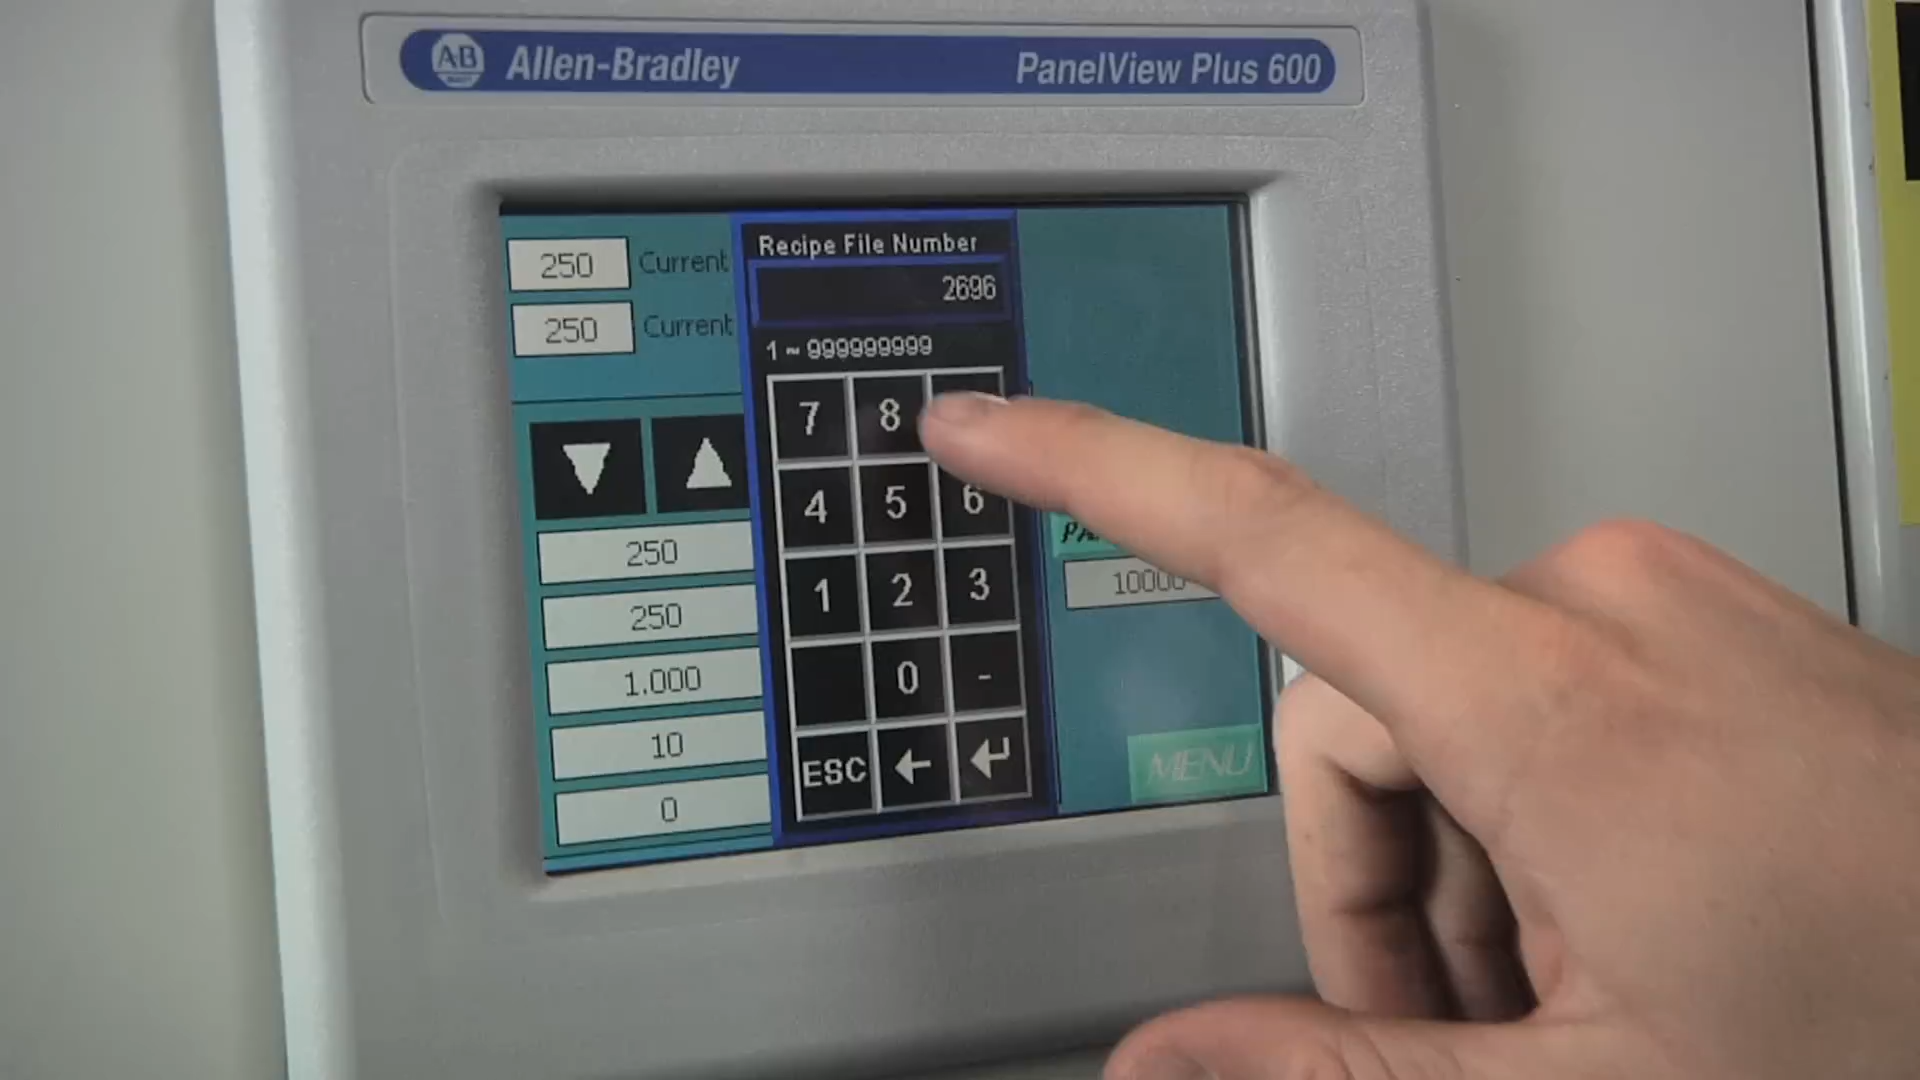 AB Allen-Bradley
PanelView Plus 600
250 Current
250 Current
Recipe File Number
2696
1 ~ 999999999
7 8
4 5 6
1 2 3
0 -
ESC
250
250
1.000
10
0
MENU